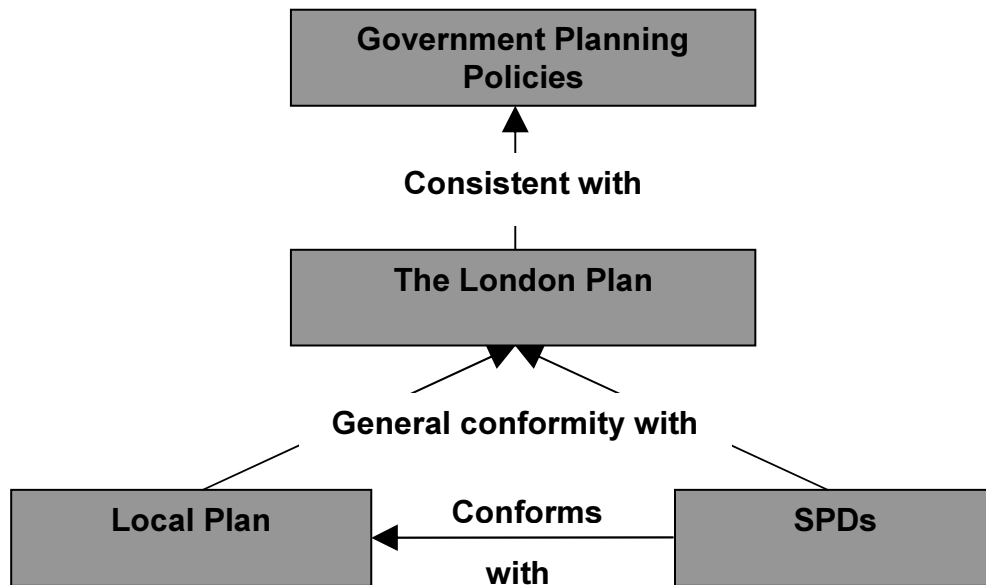 Government Planning
Policies
Consistent with
The London Plan
General conformity with
Local Plan
Conforms
with
SPDs